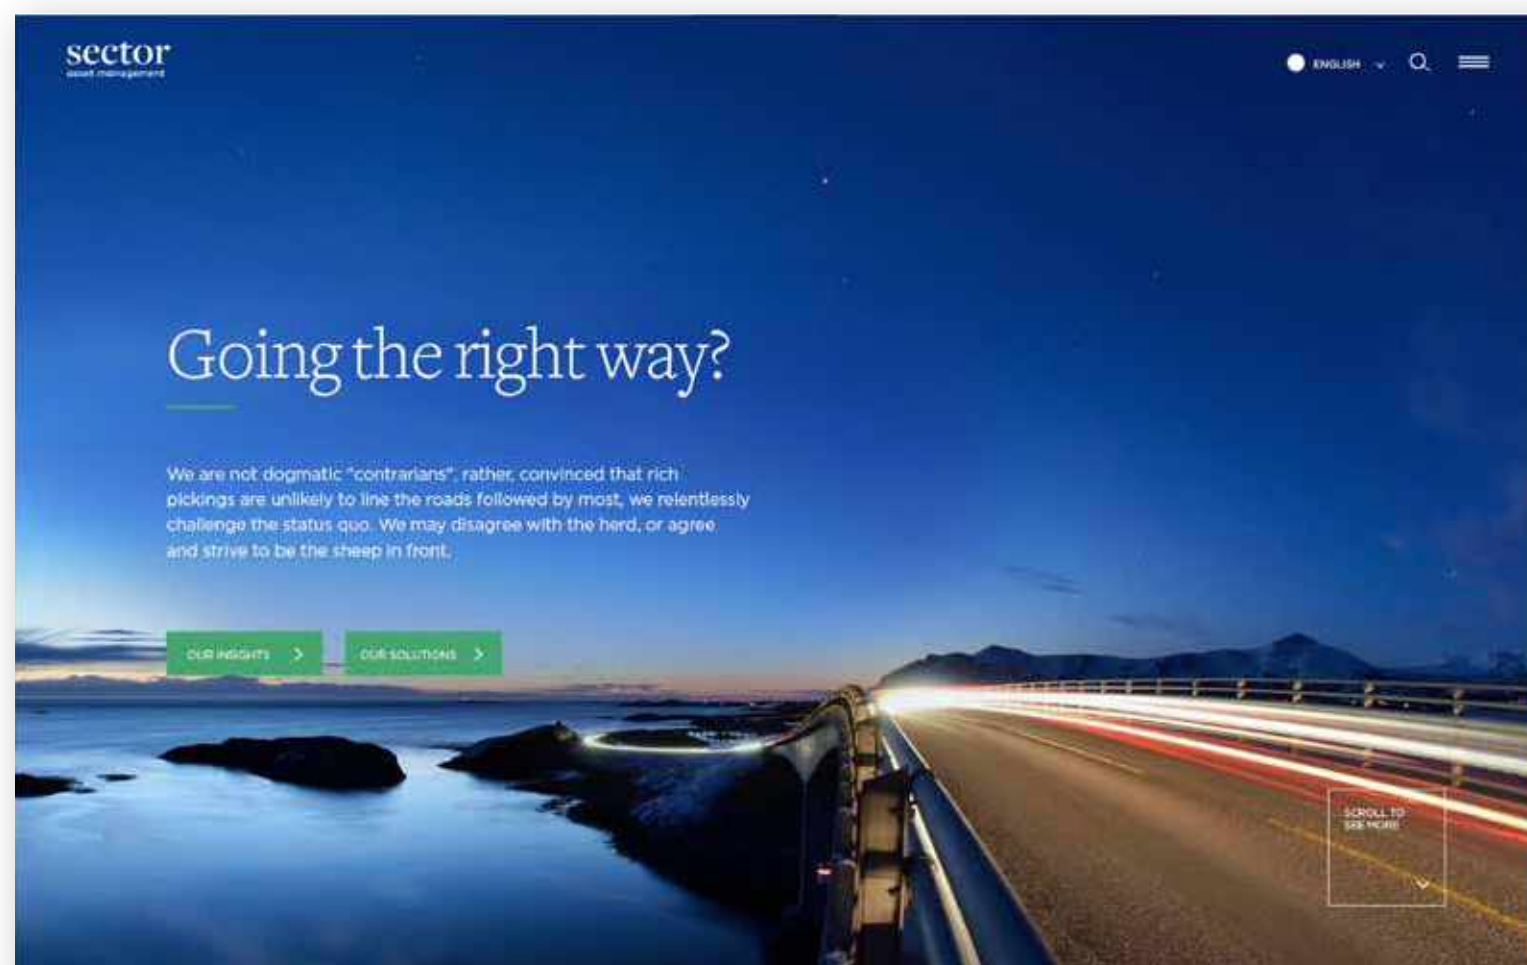 sector
asset management
ENGLISH
Going the right way?
We are not dogmatic "contrarians", rather, convinced that rich
pickings are unlikely to line the roads followed by most, we relentlessly
challenge the status quo. We may disagree with the herd, or agree
and strive to be the sheep in front.
OUR INSIGHTS
OUR SOLUTIONS
SCROLL TO
SEE MORE